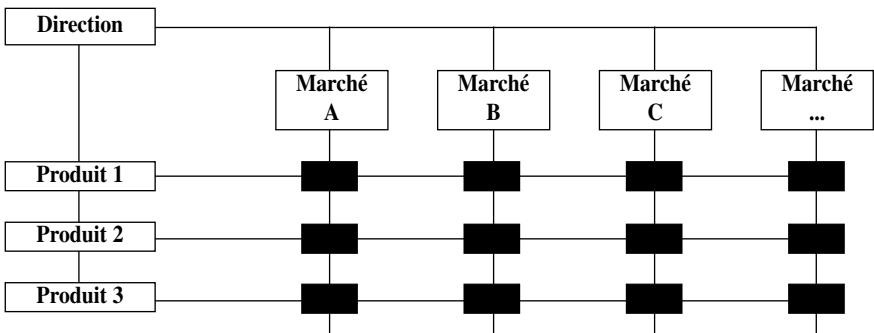 Direction
Marché
A
Marché
B
Marché
C
Marché
...
Produit 1
Produit 2
Produit 3